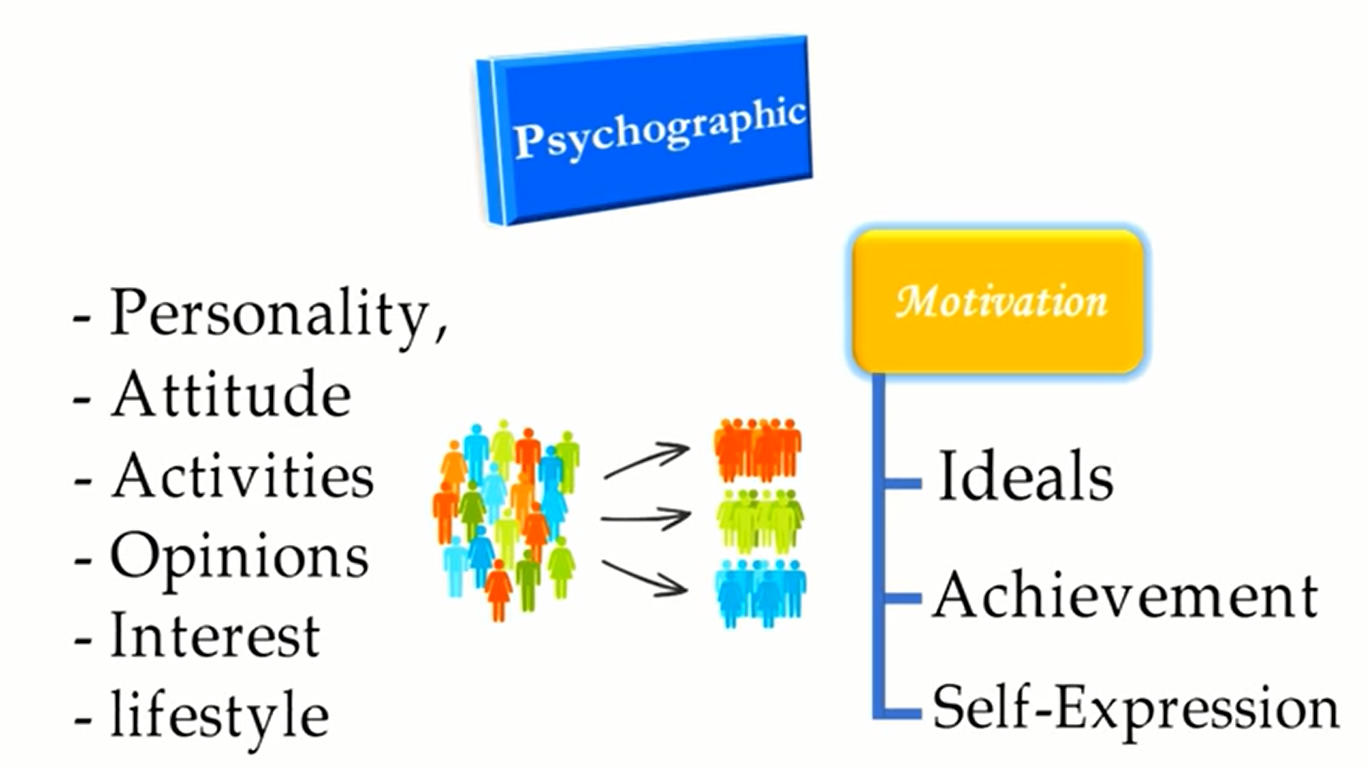 Psychographic
Motivation
- Personality,
- Attitude
- Activities
- Opinions
- Interest
- lifestyle
Ideals
Achievement
Self-Expression